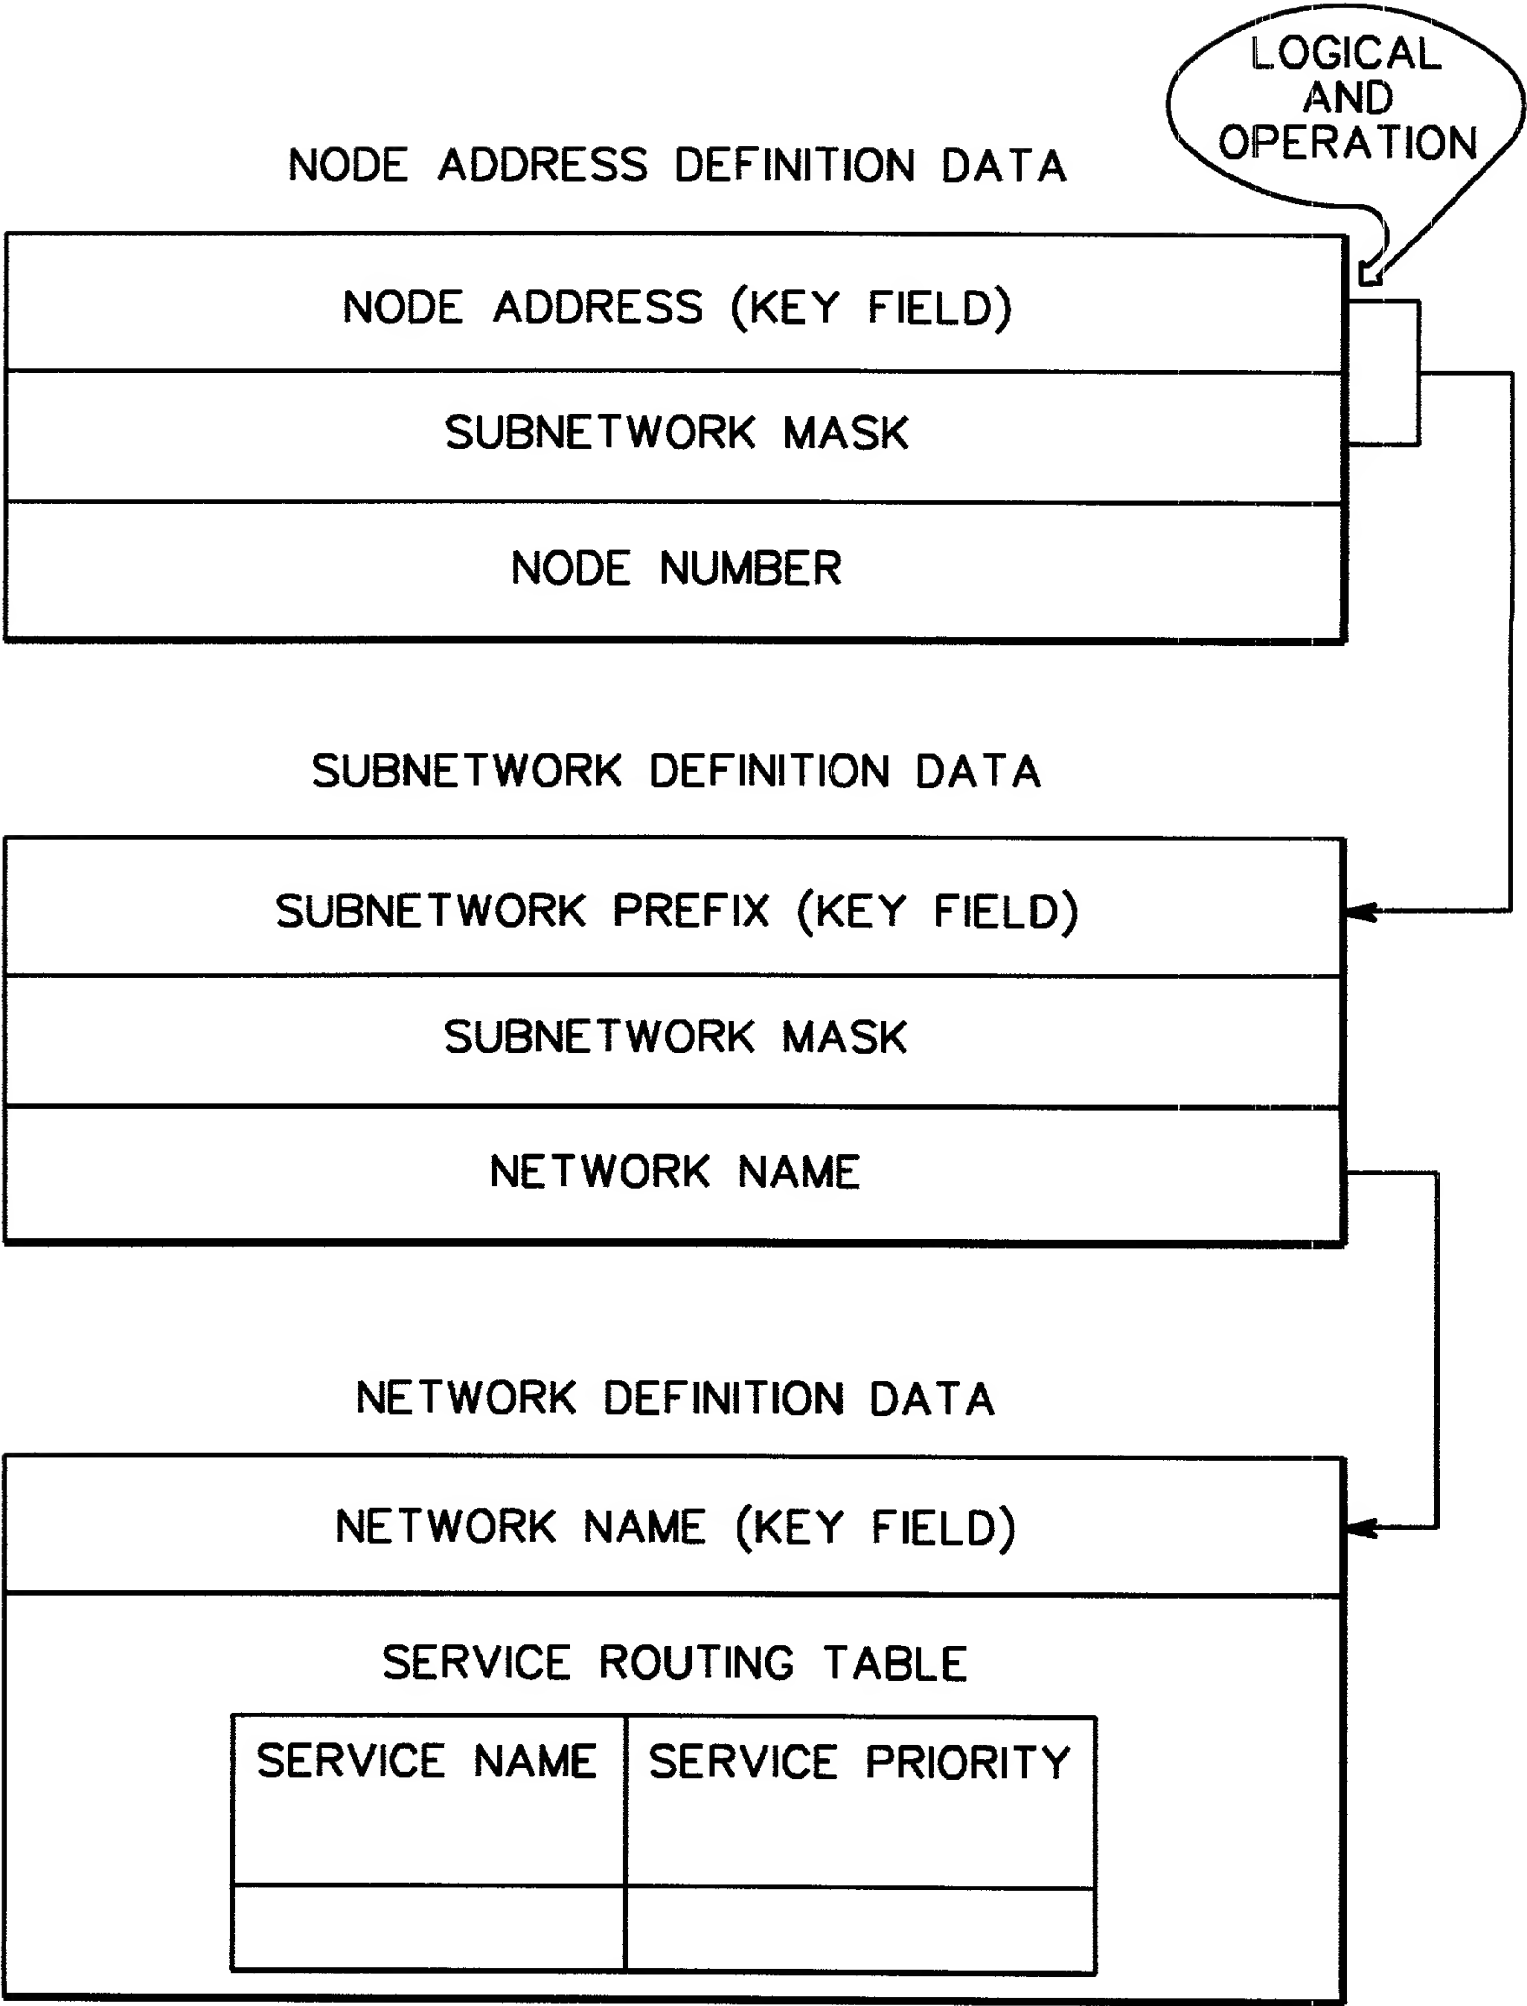 LOGICAL
AND
OPERATION
NODE ADDRESS DEFINITION DATA
NODE ADDRESS (KEY FIELD)
SUBNETWORK MASK
NODE NUMBER
SUBNETWORK DEFINITION DATA
SUBNETWORK PREFIX (KEY FIELD)
SUBNETWORK MASK
NETWORK NAME
NETWORK DEFINITION DATA
NETWORK NAME (KEY FIELD)
SERVICE ROUTING TABLE
SERVICE NAME
SERVICE PRIORITY